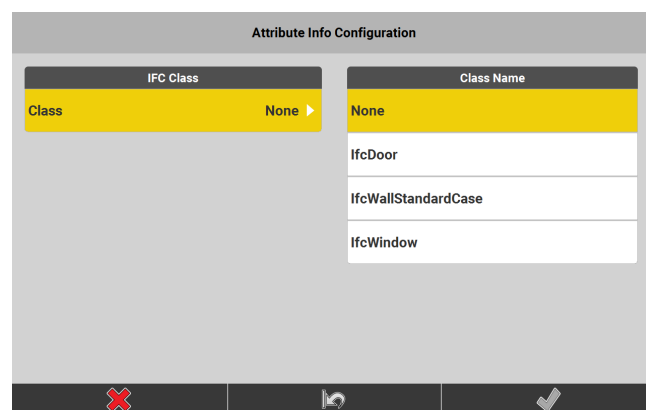 Attribute Info Configuration
IFC Class
Class None
Class Name
None
IfcDoor
IfcWallStandardCase
IfcWindow